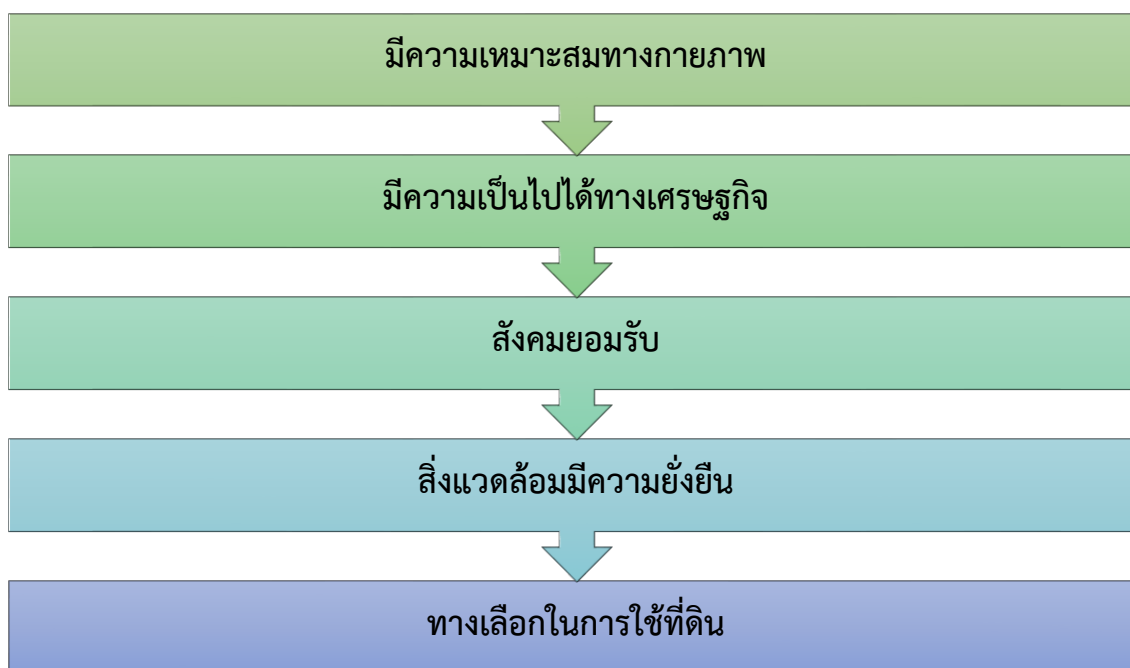 มีความเหมาะสมทางกายภาพ
มีความเป็นไปได้ทางเศรษฐกิจ
สังคมยอมรับ
สิ่งแวดล้อมมีความยั่งยืน
ทางเลือกในการใช้ที่ดิน